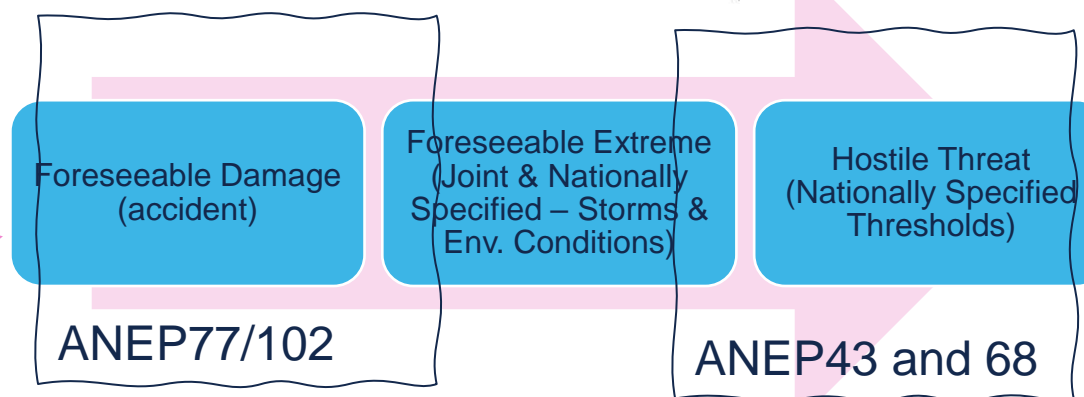 Foreseeable Damage
(accident)
Foreseeable Extreme
(Joint & Nationally
Specified – Storms &
Env. Conditions)
Hostile Threat
(Nationally Specified
Thresholds)
ANEP77/102
ANEP43 and 68